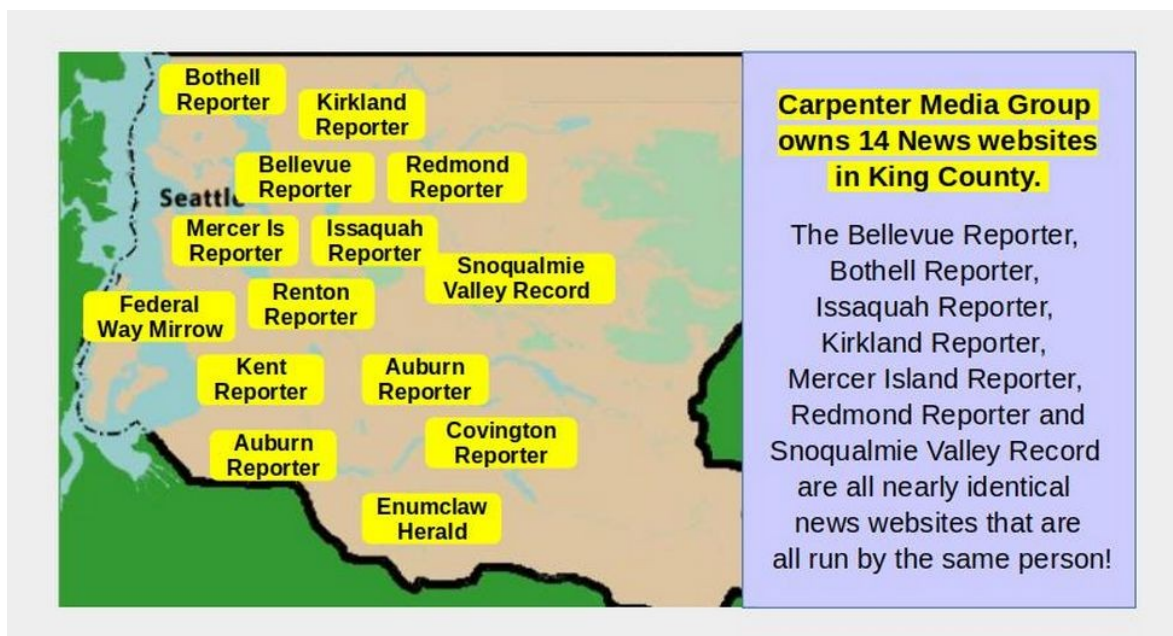 Bothell
Reporter
Kirkland
Reporter
Bellevue
Reporter
Redmond
Reporter
Seattle
Mercer Is
Reporter
Issaquah
Reporter
Snoqualmie
Valley Record
Federal
Way Mirrow
Renton
Reporter
Kent
Reporter
Auburn
Reporter
Auburn
Reporter
Covington
Reporter
Enumclaw
Herald
Carpenter Media Group
owns 14 News websites
in King County.
The Bellevue Reporter,
Bothell Reporter,
Issaquah Reporter,
Kirkland Reporter,
Mercer Island Reporter,
Redmond Reporter and
Snoqualmie Valley Record
are all nearly identical
news websites that are
all run by the same person!